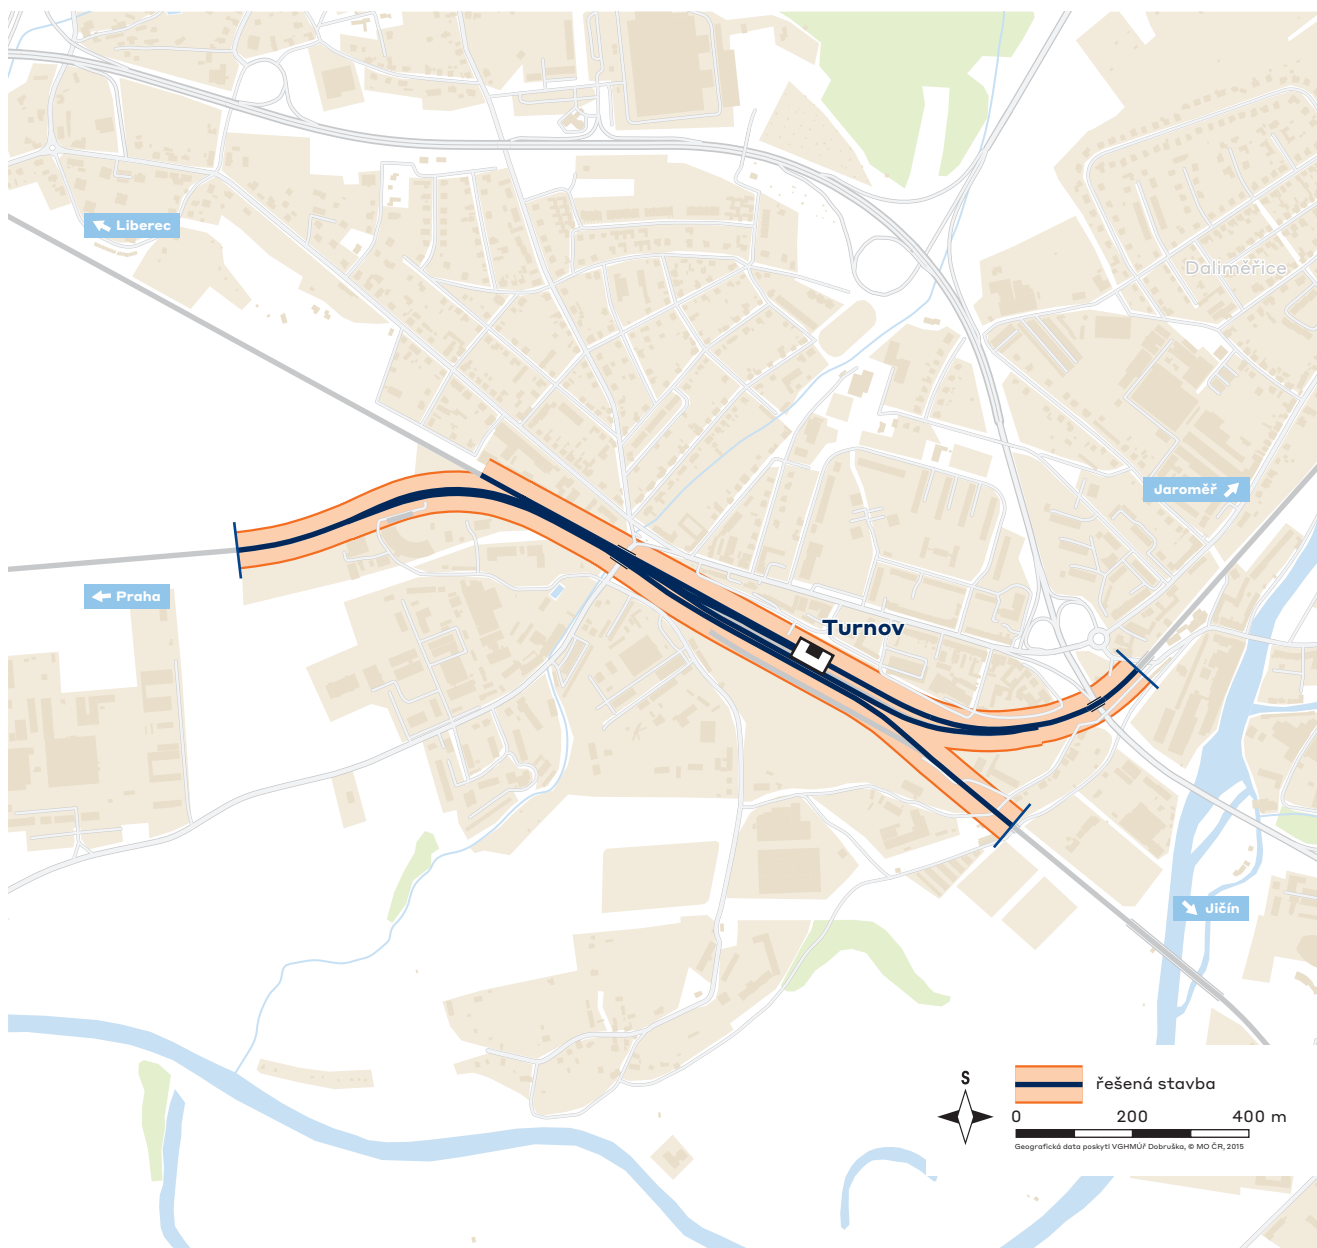 Liberec
Daliměřice
Jaroměř
Praha
Turnov
Jičín
S
řešená stavba
0 200 400 m
Geografická data poskytl VGHMÚř Dobruška, © MO ČR, 2015